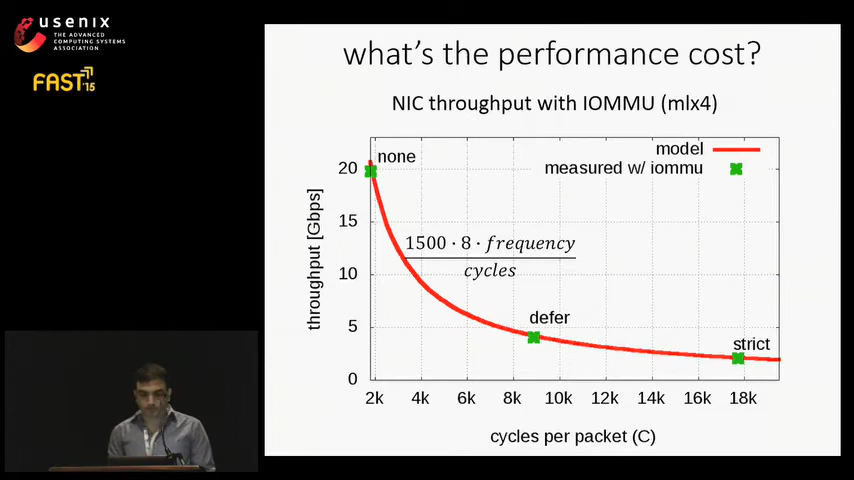 usenix
THE ADVANCED
COMPUTING SYSTEMS
ASSOCIATION
FAST '15
what's the performance cost?
NIC throughput with IOMMU (mlx4)
none
model
measured w/ iommu
20
15
10
5
0
throughput [Gbps]
1500 · 8 · frequency
cycles
defer
strict
2k 4k 6k 8k 10k 12k 14k 16k 18k
cycles per packet (C)